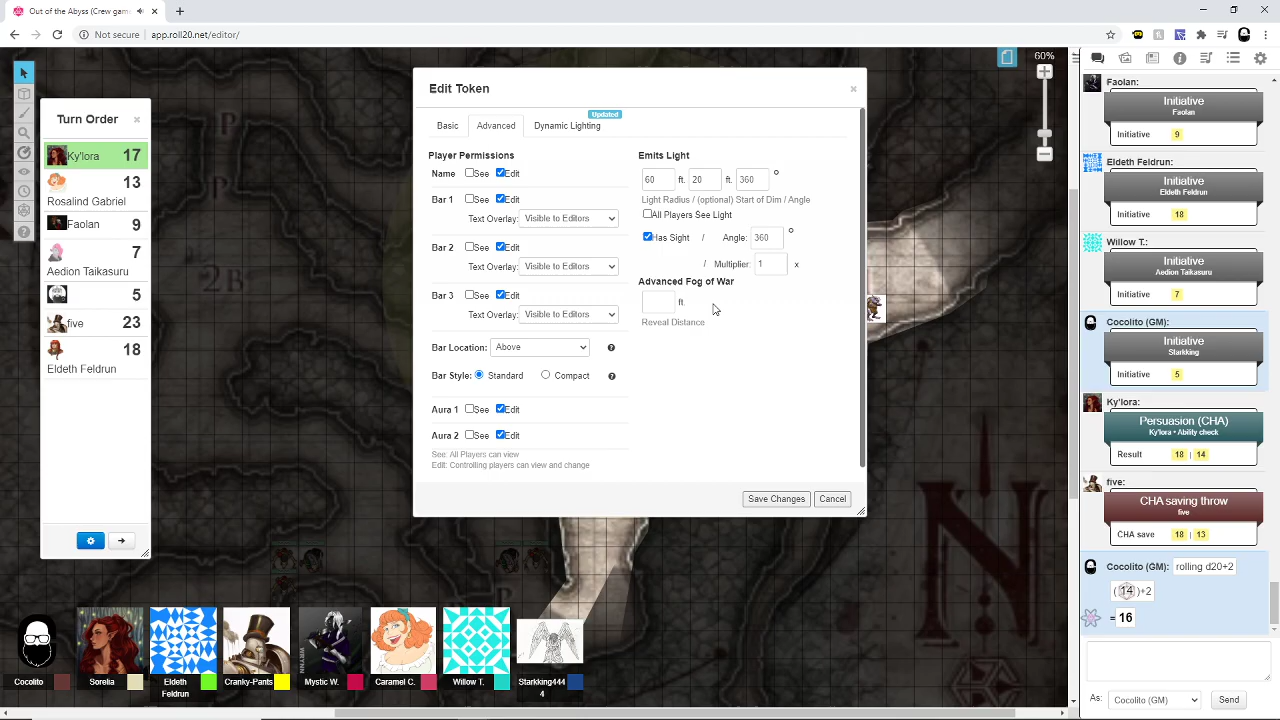 Out of Abyss (Our second gam
Not secure
app.roll20.net/editor/
60%
Turn Order
Ky'lora 17
13
Rosalind Gabriel
Faolan 9
7
Aedion Taikasuru
5
five 23
18
Eldeth Feldrun
Edit Token
Updated
Basic
Advanced
Dynamic Lighting
Player Permissions
Name See Edit
Bar 1 See Edit
Text Overlay: Visible to Editors
Bar 2 See Edit
Text Overlay: Visible to Editors
Bar 3 See Edit
Text Overlay: Visible to Editors
Bar Location: Above
Bar Style: Standard Compact
Aura 1 See Edit
Aura 2 See Edit
See: All Players can view
Edit: Controlling players can view and change
Emits Light
60 ft. 20 ft. 360 °
Light Radius / (optional) Start of Dim / Angle
All Players See Light
Has Sight / Angle: 360 °
/ Multiplier: 1 x
Advanced Fog of War
ft.
Reveal Distance
Save Changes
Cancel
Cocolito
Sorelia
Eldeth
Feldrun
Cranky-Pants
Mystic W.
Caramel C.
Willow T.
Starkking444
4
Faolan:
Initiative
Faolan
Initiative 9
Eldeth Feldrun:
Initiative
Eldeth Feldrun
Initiative 18
Willow T.:
Initiative
Aedion Taikasuru
Initiative 7
Cocolito (GM):
Initiative
Starkking
Initiative 5
Ky'lora:
Persuasion (CHA)
Ky'lora • Ability check
Result 18 | 14
five:
CHA saving throw
five
CHA save 18 | 13
Cocolito (GM): rolling d20+2
(14)+2
=16
As: Cocolito (GM)
Send
N